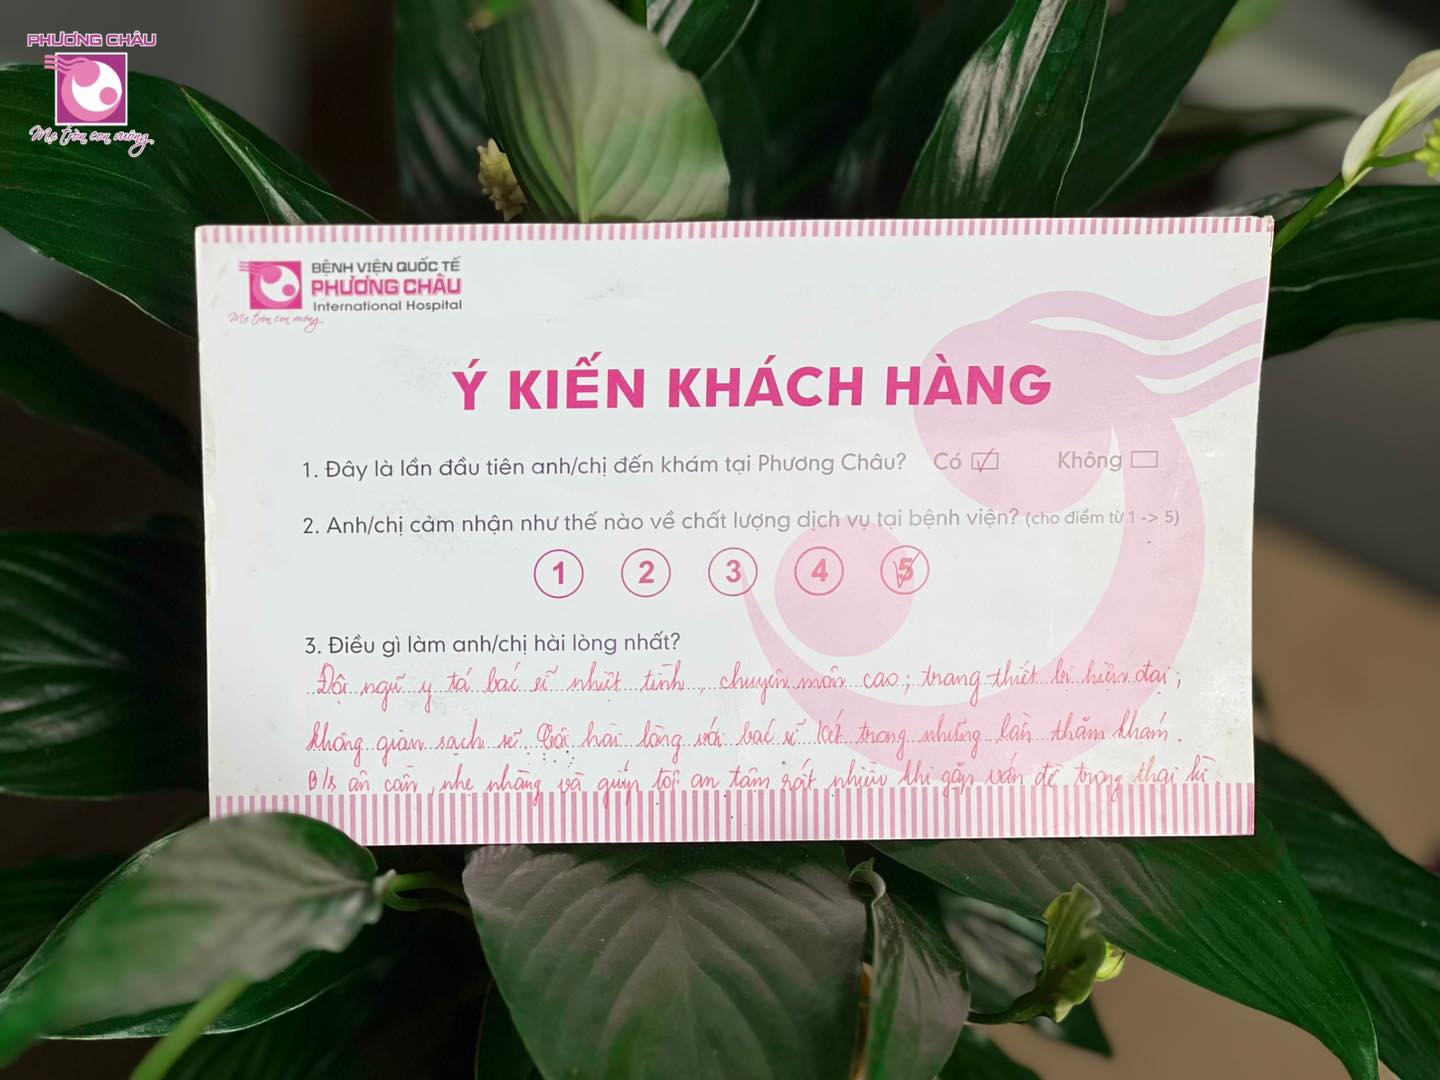 PHƯƠNG CHÂU
Mẹ tròn con vuông
BỆNH VIỆN QUỐC TẾ
PHƯƠNG CHÂU
International Hospital
Mẹ tròn con vuông
Ý KIẾN KHÁCH HÀNG
1. Đây là lần đầu tiên anh/chị đến khám tại Phương Châu? Có ☑ Không ☐
2. Anh/chị cảm nhận như thế nào về chất lượng dịch vụ tại bệnh viện? (cho điểm từ 1 -> 5)
1 2 3 4 5
3. Điều gì làm anh/chị hài lòng nhất?
Đội ngũ y tá bác sĩ nhiệt tình, chuyên môn cao; trang thiết bị hiện đại;
không gian sạch sẽ. Tôi hài lòng với bác sĩ Kết trong những lần thăm khám.
B/s ân cần, nhẹ nhàng và giúp tôi an tâm rất nhiều khi gặp vấn đề trong thai kì